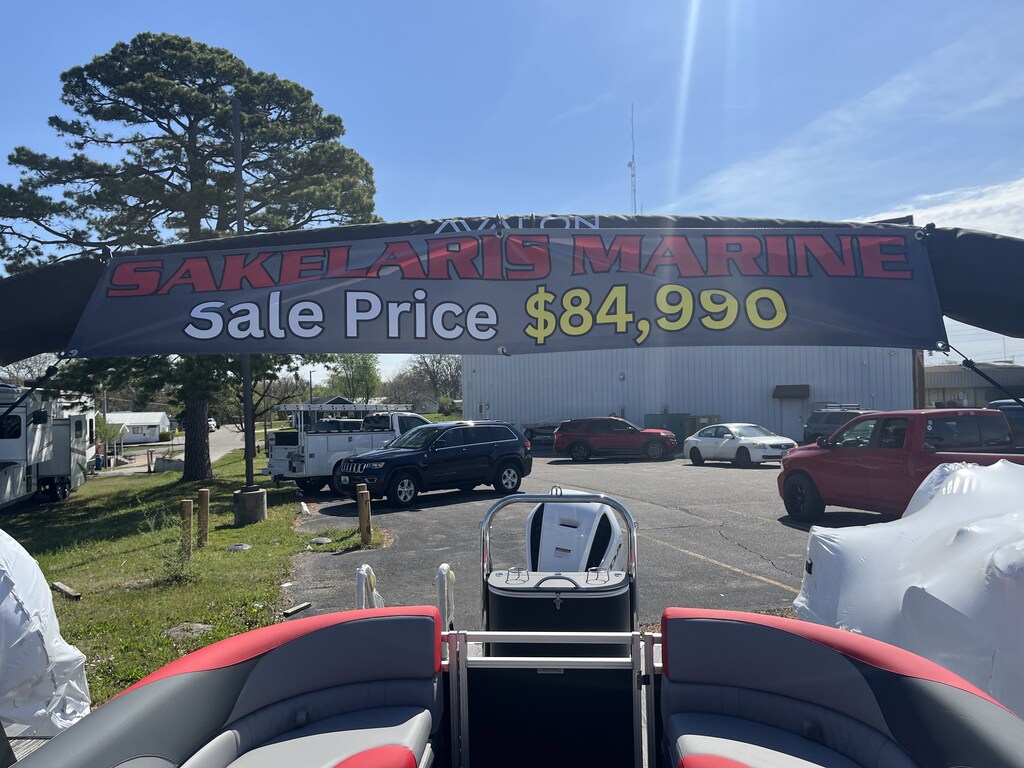 AVALON
SAKELARIS MARINE
Sale Price $84,990